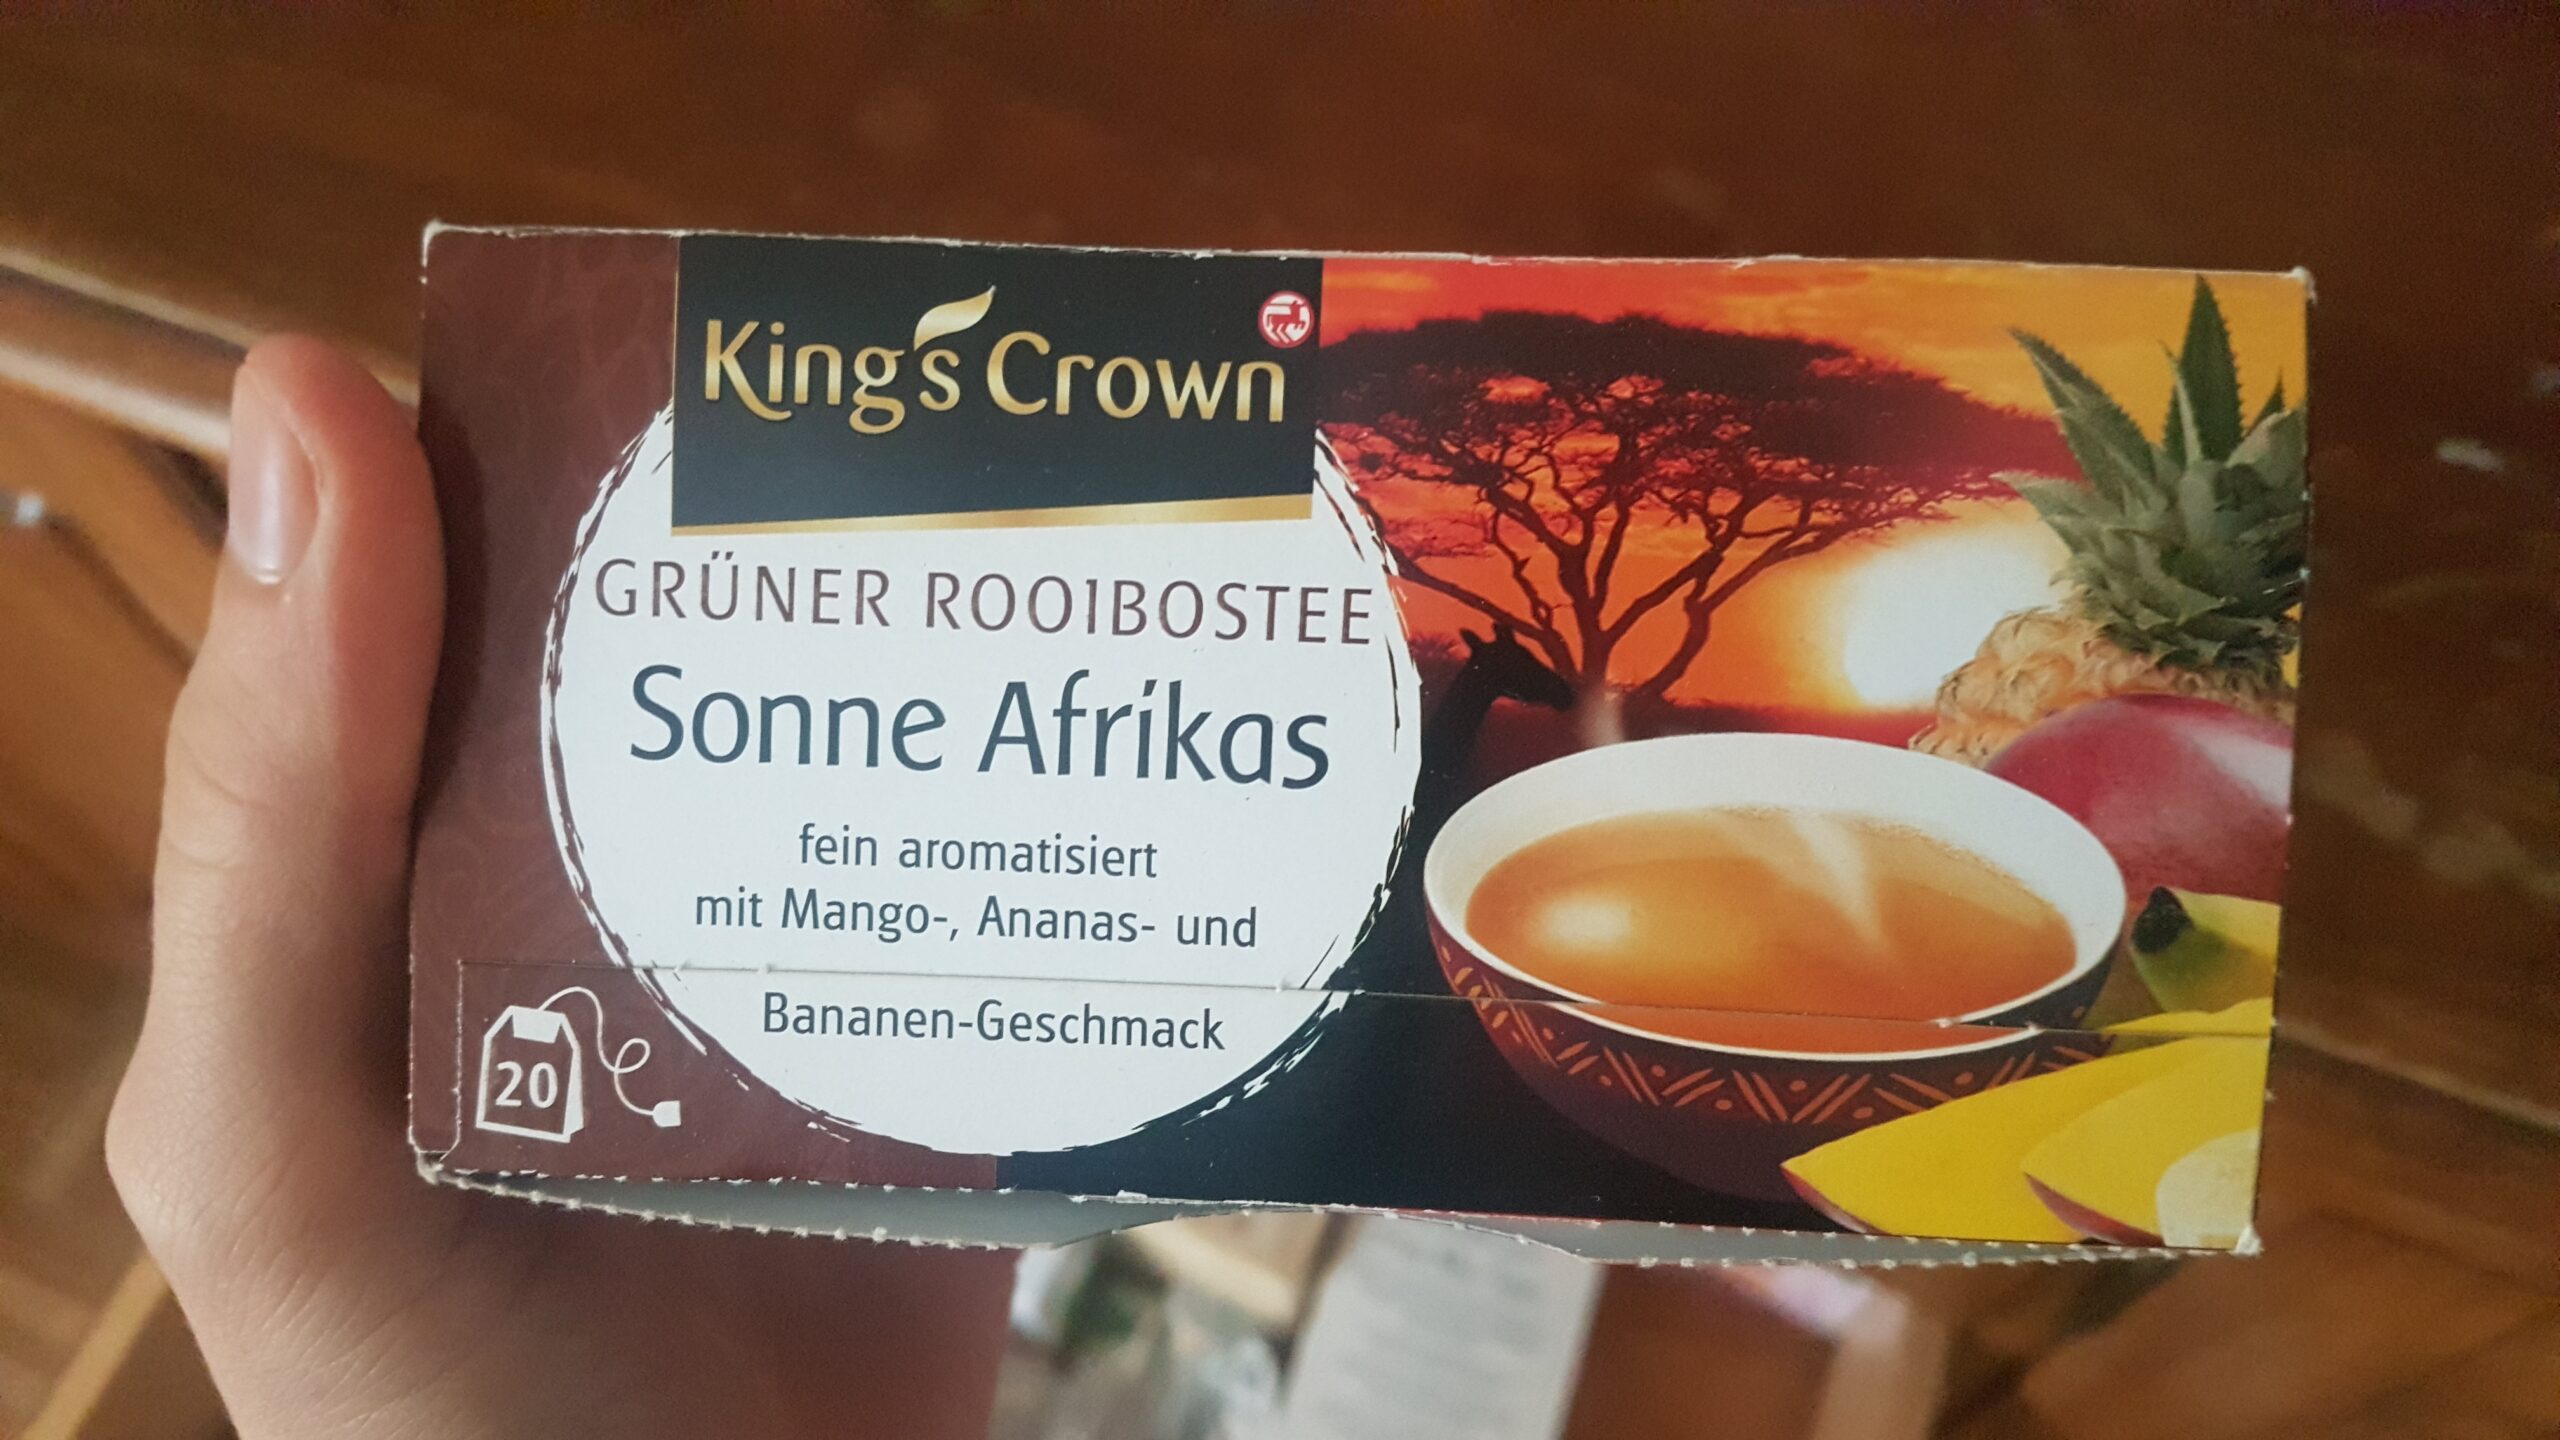 King's Crown
GRÜNER ROOIBOSTEE
Sonne Afrikas
fein aromatisiert
mit Mango-, Ananas- und
Bananen-Geschmack
20